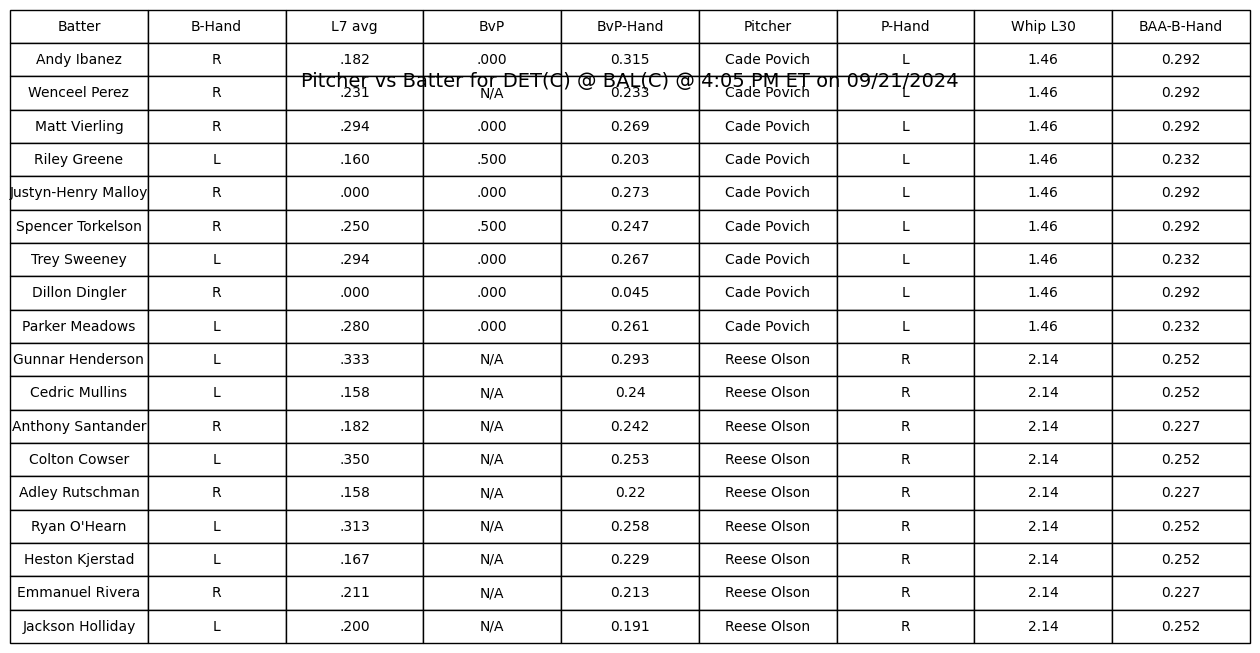 Batter B-Hand L7 avg BvP BvP-Hand Pitcher P-Hand Whip L30 BAA-B-Hand
Andy Ibanez R .182 .000 0.315 Cade Povich L 1.46 0.292
Pitcher vs Batter for DET(C) @ BAL(C) @ 4:05 PM ET on 09/21/2024
Wenceel Perez R .231 N/A 0.233 Cade Povich L 1.46 0.292
Matt Vierling R .294 .000 0.269 Cade Povich L 1.46 0.292
Riley Greene L .160 .500 0.203 Cade Povich L 1.46 0.232
Justyn-Henry Malloy R .000 .000 0.273 Cade Povich L 1.46 0.292
Spencer Torkelson R .250 .500 0.247 Cade Povich L 1.46 0.292
Trey Sweeney L .294 .000 0.267 Cade Povich L 1.46 0.232
Dillon Dingler R .000 .000 0.045 Cade Povich L 1.46 0.292
Parker Meadows L .280 .000 0.261 Cade Povich L 1.46 0.232
Gunnar Henderson L .333 N/A 0.293 Reese Olson R 2.14 0.252
Cedric Mullins L .158 N/A 0.24 Reese Olson R 2.14 0.252
Anthony Santander R .182 N/A 0.242 Reese Olson R 2.14 0.227
Colton Cowser L .350 N/A 0.253 Reese Olson R 2.14 0.252
Adley Rutschman R .158 N/A 0.22 Reese Olson R 2.14 0.227
Ryan O'Hearn L .313 N/A 0.258 Reese Olson R 2.14 0.252
Heston Kjerstad L .167 N/A 0.229 Reese Olson R 2.14 0.252
Emmanuel Rivera R .211 N/A 0.213 Reese Olson R 2.14 0.227
Jackson Holliday L .200 N/A 0.191 Reese Olson R 2.14 0.252